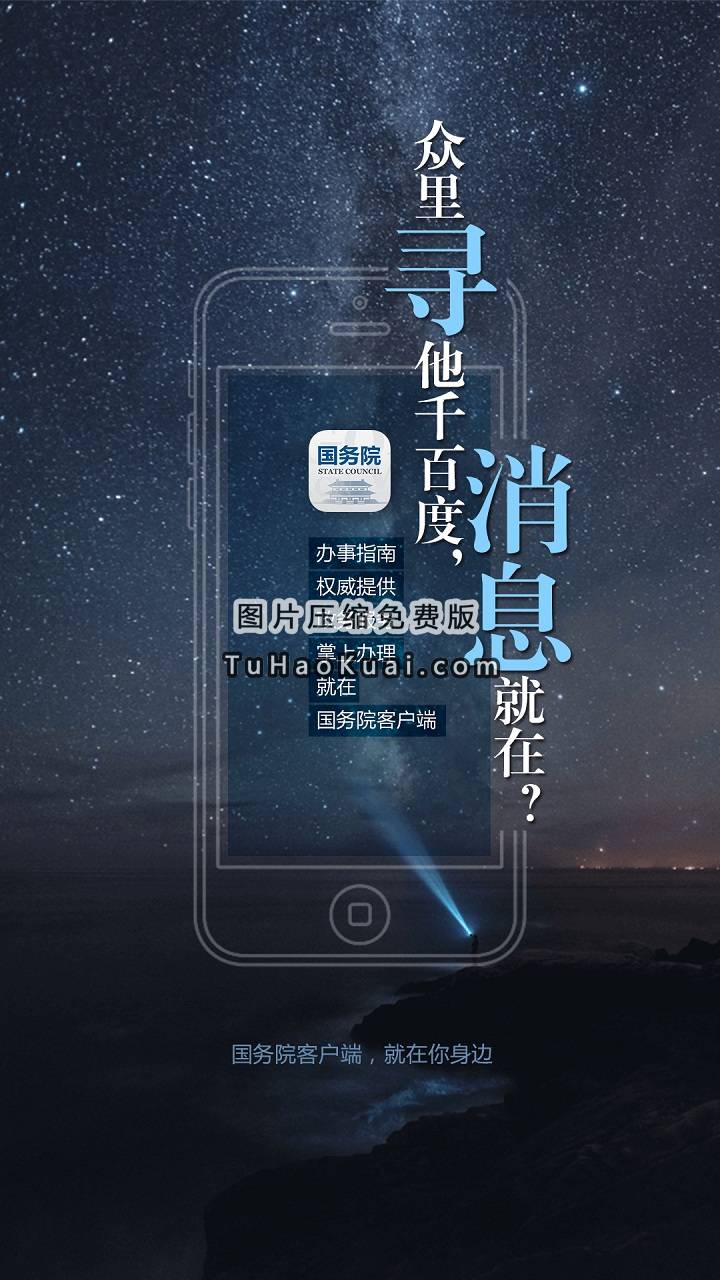 众里寻他千百度，
消息就在？
国务院
STATE COUNCIL
办事指南
权威提供
图片压缩免费版
掌上办理
TuHaoKuai.com
就在
国务院客户端
国务院客户端，就在你身边